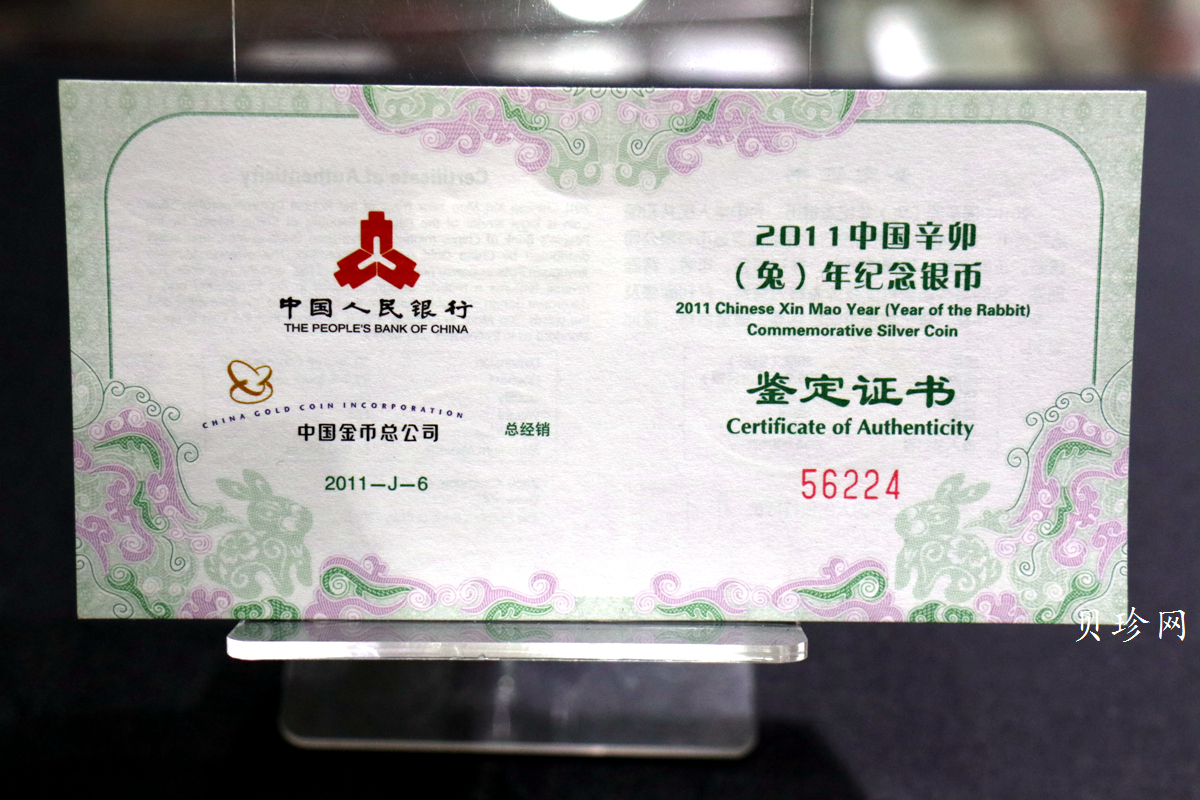 中国人民银行
THE PEOPLE'S BANK OF CHINA
CHINA GOLD COIN INCORPORATION
中国金币总公司
总经销
2011—J—6
2011中国辛卯
（兔）年纪念银币
2011 Chinese Xin Mao Year (Year of the Rabbit)
Commemorative Silver Coin
鉴定证书
Certificate of Authenticity
56224
贝珍网